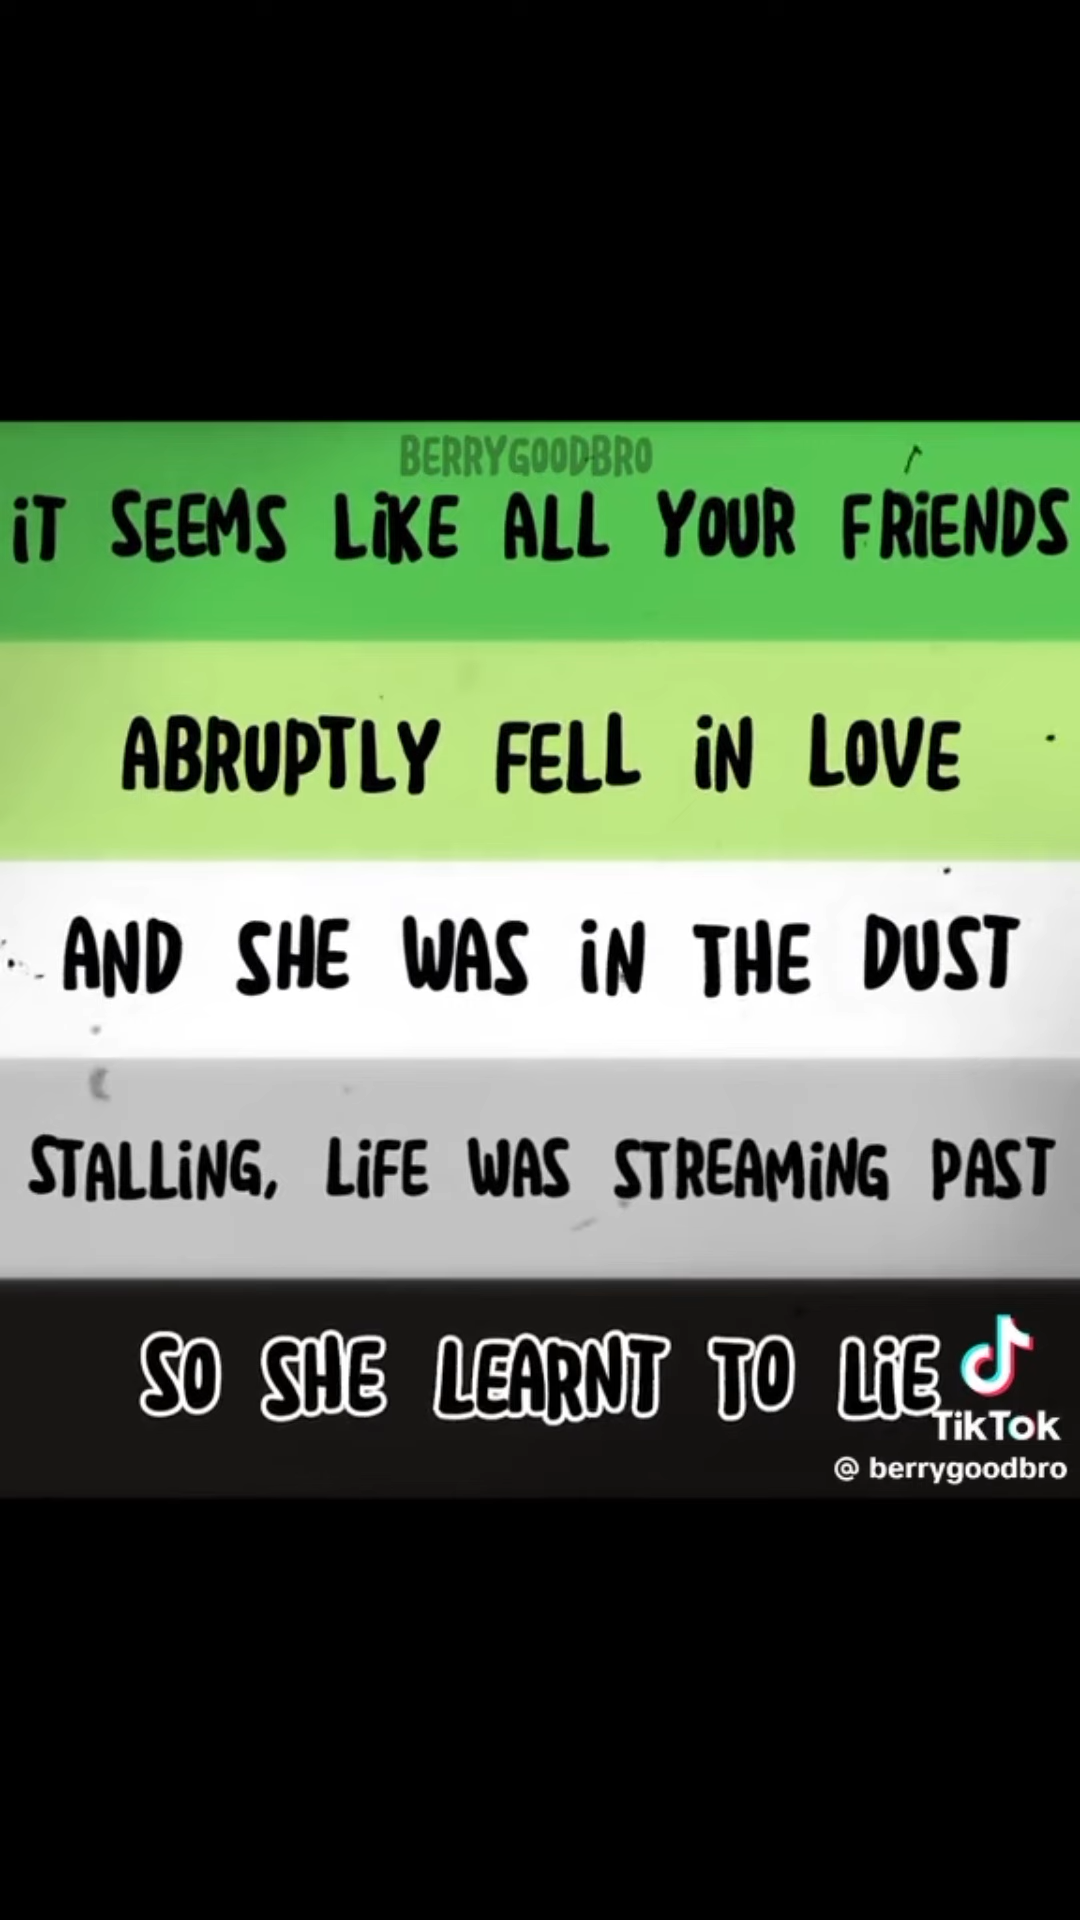 BERRYGOODBRO
iT SEEMS LiKE ALL YOUR FRiENDS
ABRUPTLY FELL iN LOVE
AND SHE WAS iN THE DUST
STALLiNG, LiFE WAS STREAMiNG PAST
SO SHE LEARNT TO LiE
TikTok
@ berrygoodbro